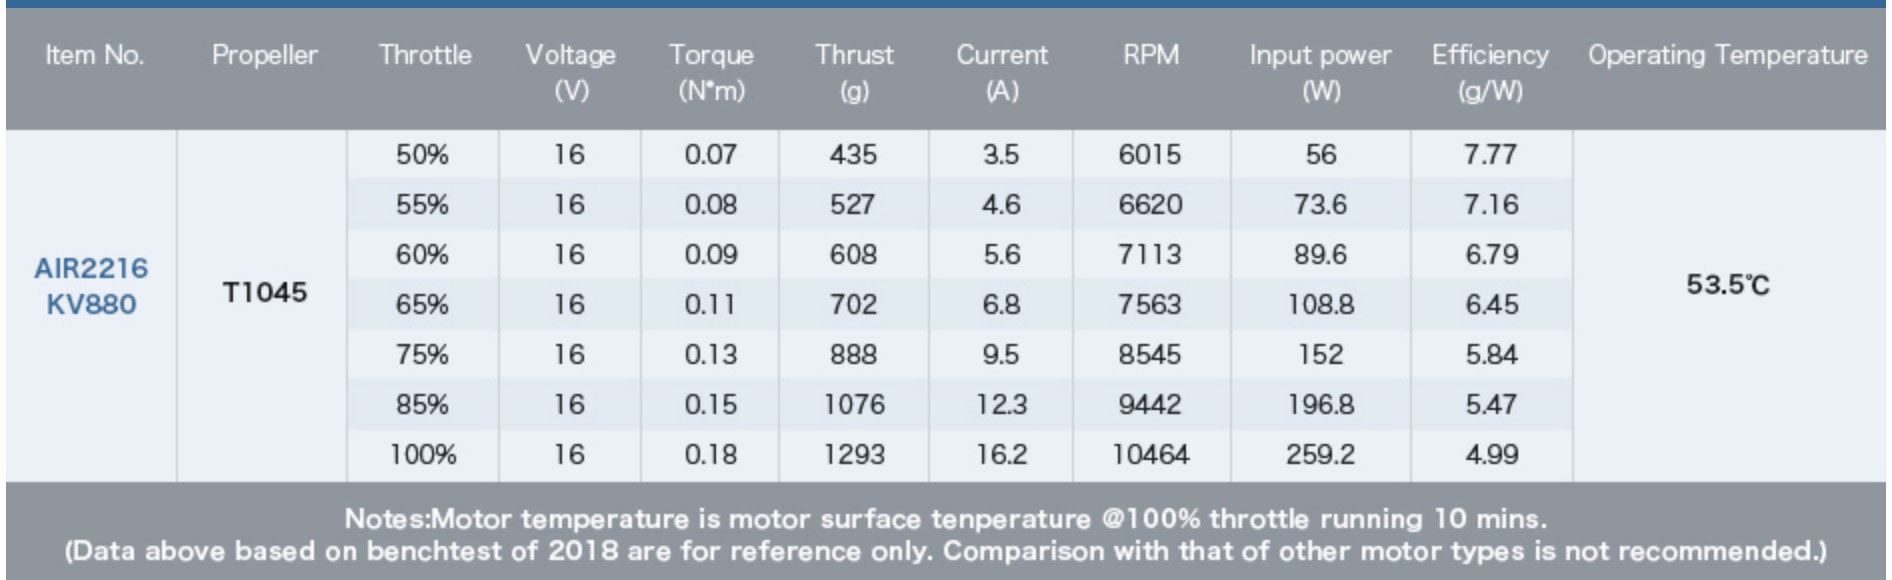 Item No. Propeller Throttle Voltage (V) Torque (N*m) Thrust (g) Current (A) RPM Input power (W) Efficiency (g/W) Operating Temperature
AIR2216 KV880 T1045 53.5℃
50% 16 0.07 435 3.5 6015 56 7.77
55% 16 0.08 527 4.6 6620 73.6 7.16
60% 16 0.09 608 5.6 7113 89.6 6.79
65% 16 0.11 702 6.8 7563 108.8 6.45
75% 16 0.13 888 9.5 8545 152 5.84
85% 16 0.15 1076 12.3 9442 196.8 5.47
100% 16 0.18 1293 16.2 10464 259.2 4.99
Notes:Motor temperature is motor surface tenperature @100% throttle running 10 mins.
(Data above based on benchtest of 2018 are for reference only. Comparison with that of other motor types is not recommended.)